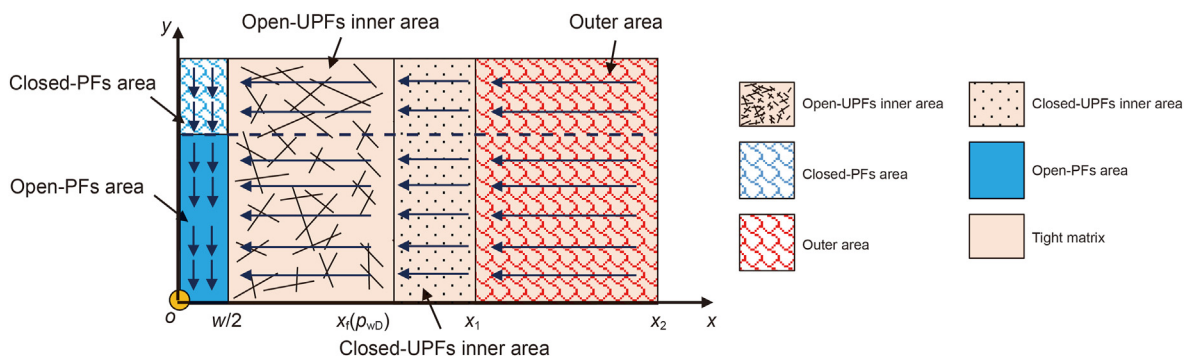 Open-UPFs inner area
Outer area
y
Closed-PFs area
Open-PFs area
o
w/2
xf(pwD)
x1
x2
x
Closed-UPFs inner area
Open-UPFs inner area
Closed-UPFs inner area
Closed-PFs area
Open-PFs area
Outer area
Tight matrix